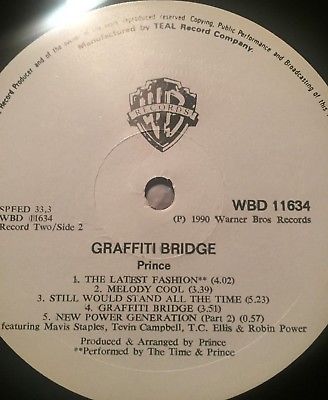 Record Producer and of the owner of the work reproduced reserved. Copying, Public Performance and Broadcasting of this
Manufactured by TEAL Record Company.
WB
RECORDS
SPEED 33,3
WBD 11634
Record Two/Side 2
WBD 11634
(P) 1990 Warner Bros Records
GRAFFITI BRIDGE
Prince
1. THE LATEST FASHION** (4.02)
2. MELODY COOL (3.39)
3. STILL WOULD STAND ALL THE TIME (5.23)
4. GRAFFITI BRIDGE (3.51)
5. NEW POWER GENERATION (Part 2) (0.57)
featuring Mavis Staples, Tevin Campbell, T.C. Ellis & Robin Power
Produced & Arranged by Prince
**Performed by The Time & Prince